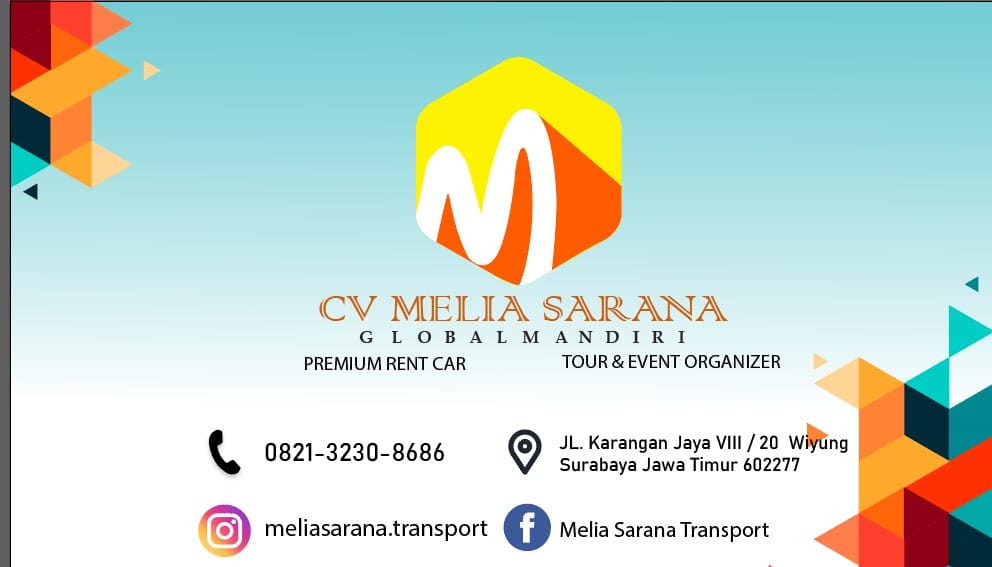 CV MELIA SARANA
GLOBALMANDIRI
PREMIUM RENT CAR
TOUR & EVENT ORGANIZER
0821-3230-8686
JL. Karangan Jaya VIII / 20 Wiyung
Surabaya Jawa Timur 602277
meliasarana.transport
Melia Sarana Transport